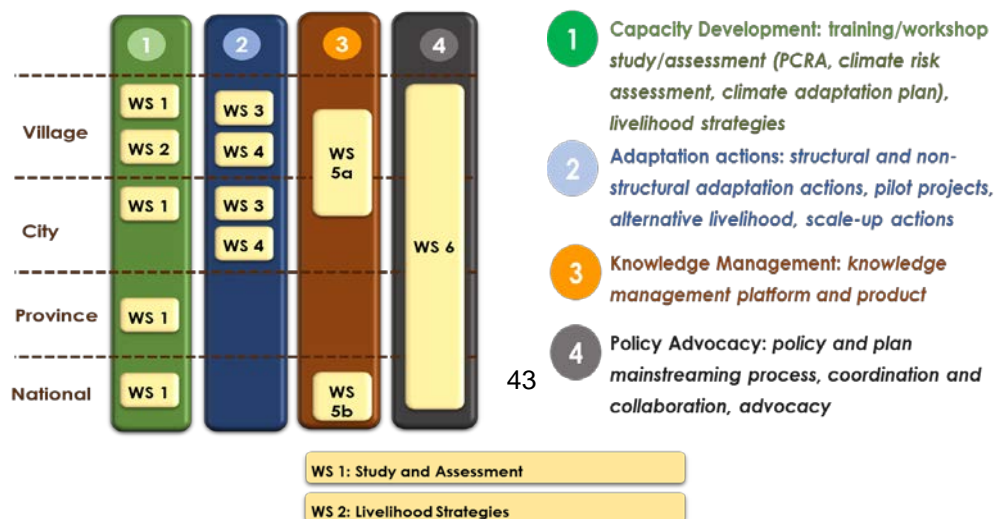 1
2
3
4
Village
WS 1
WS 2
WS 3
WS 4
WS
5a
City
WS 1
WS 3
WS 4
WS 6
Province
WS 1
National
WS 1
WS
5b
1
Capacity Development: training/workshop
study/assessment (PCRA, climate risk
assessment, climate adaptation plan),
livelihood strategies
2
Adaptation actions: structural and non-
structural adaptation actions, pilot projects,
alternative livelihood, scale-up actions
3
Knowledge Management: knowledge
management platform and product
4
Policy Advocacy: policy and plan
mainstreaming process, coordination and
collaboration, advocacy
43
WS 1: Study and Assessment
WS 2: Livelihood Strategies